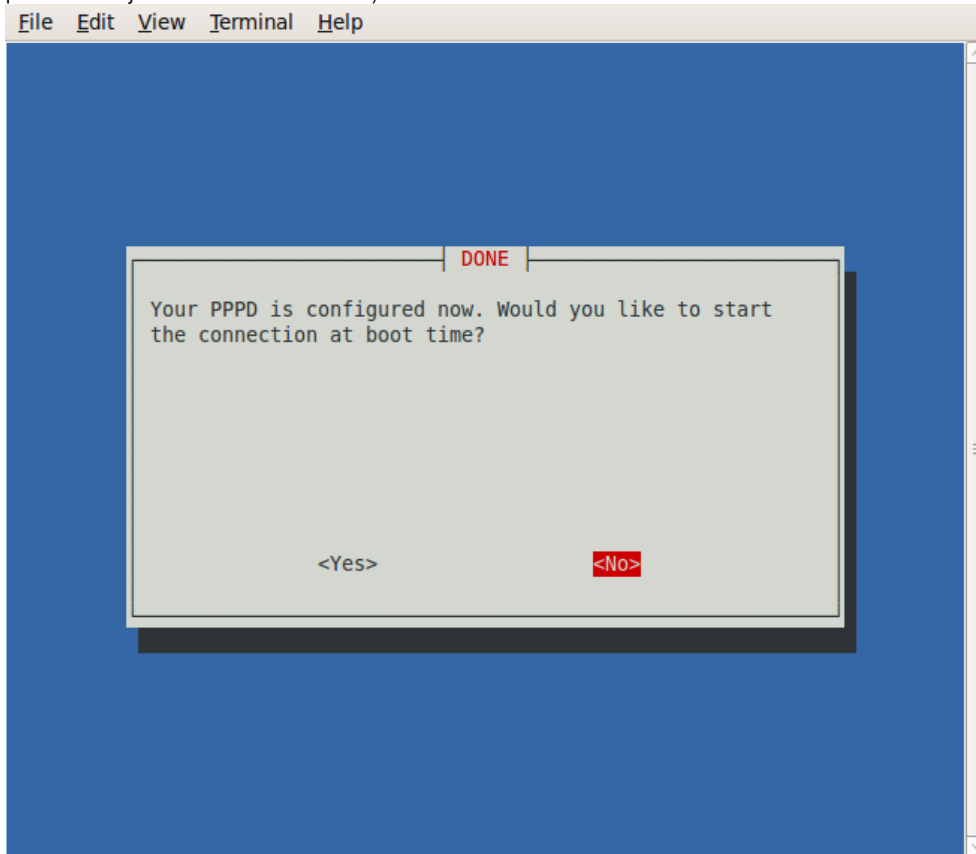 File Edit View Terminal Help
DONE
Your PPPD is configured now. Would you like to start
the connection at boot time?
<Yes> <No>